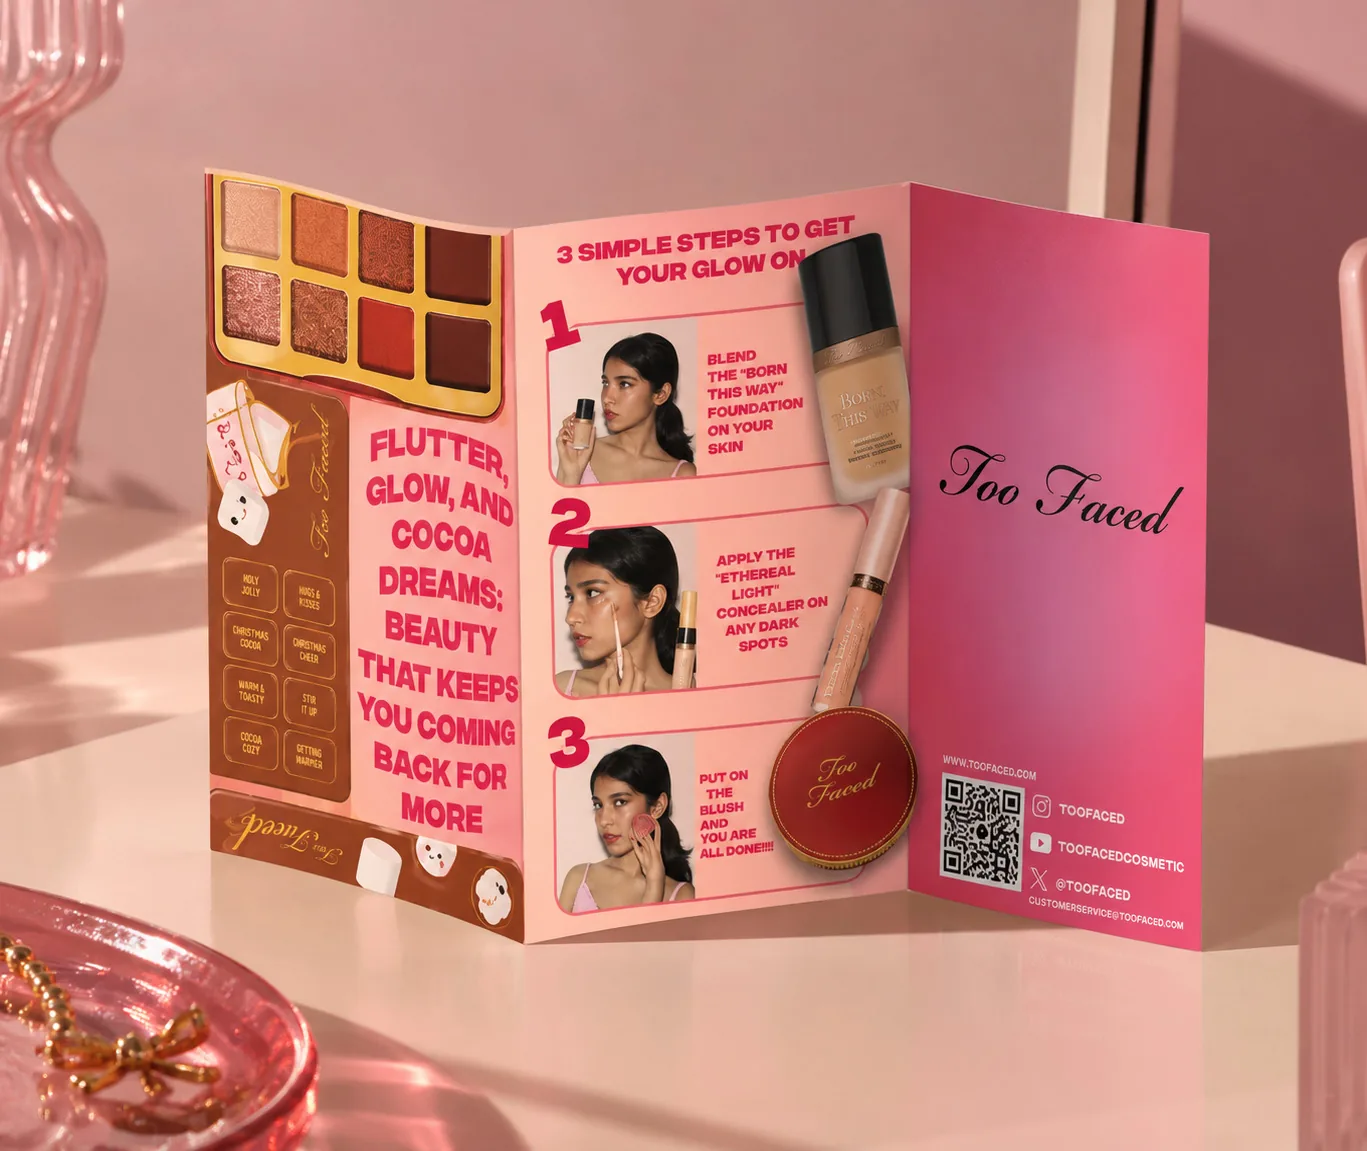 Too Faced
HOLY
JOLLY
HUGS &
KISSES
CHRISTMAS
COCOA
CHRISTMAS
CHEER
WARM &
TOASTY
STIR
IT UP
COCOA
COZY
GETTING
WARMER
Too Faced
FLUTTER,
GLOW, AND
COCOA
DREAMS:
BEAUTY
THAT KEEPS
YOU COMING
BACK FOR
MORE
3 SIMPLE STEPS TO GET
YOUR GLOW ON
1
BLEND
THE "BORN
THIS WAY"
FOUNDATION
ON YOUR
SKIN
BORN
THIS WAY
2
APPLY THE
"ETHEREAL
LIGHT"
CONCEALER ON
ANY DARK
SPOTS
3
PUT ON
THE
BLUSH
AND
YOU ARE
ALL DONE!!!!
Too
Faced
Too Faced
WWW.TOOFACED.COM
TOOFACED
TOOFACEDCOSMETIC
@TOOFACED
CUSTOMERSERVICE@TOOFACED.COM